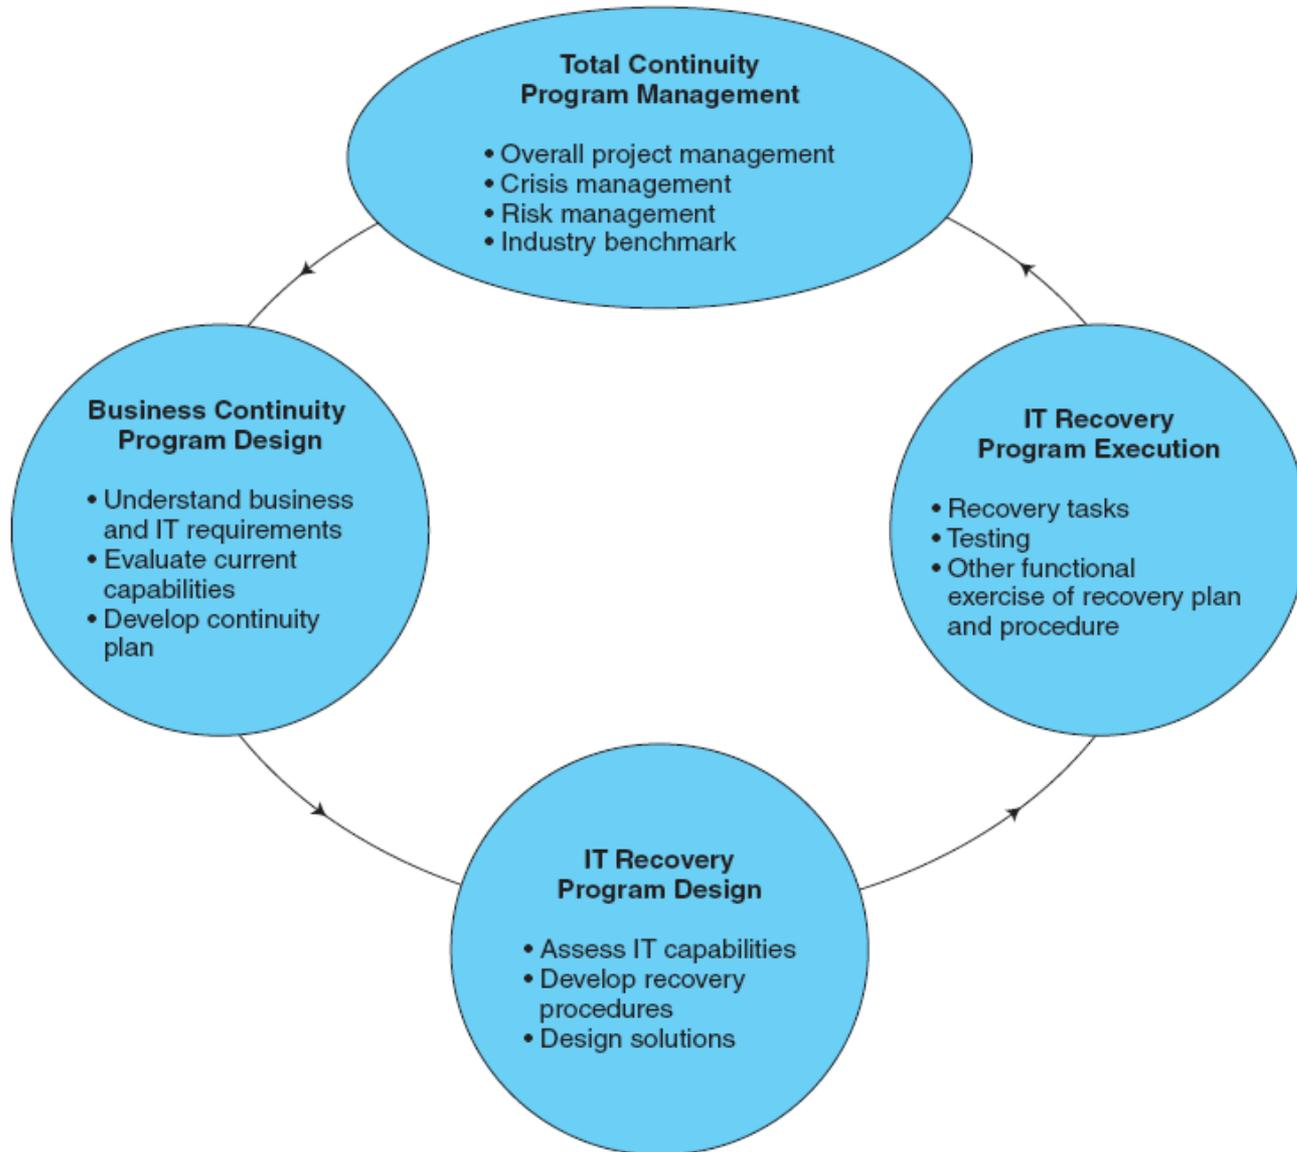 Total Continuity
Program Management
• Overall project management
• Crisis management
• Risk management
• Industry benchmark
Business Continuity
Program Design
• Understand business
and IT requirements
• Evaluate current
capabilities
• Develop continuity
plan
IT Recovery
Program Execution
• Recovery tasks
• Testing
• Other functional
exercise of recovery plan
and procedure
IT Recovery
Program Design
• Assess IT capabilities
• Develop recovery
procedures
• Design solutions